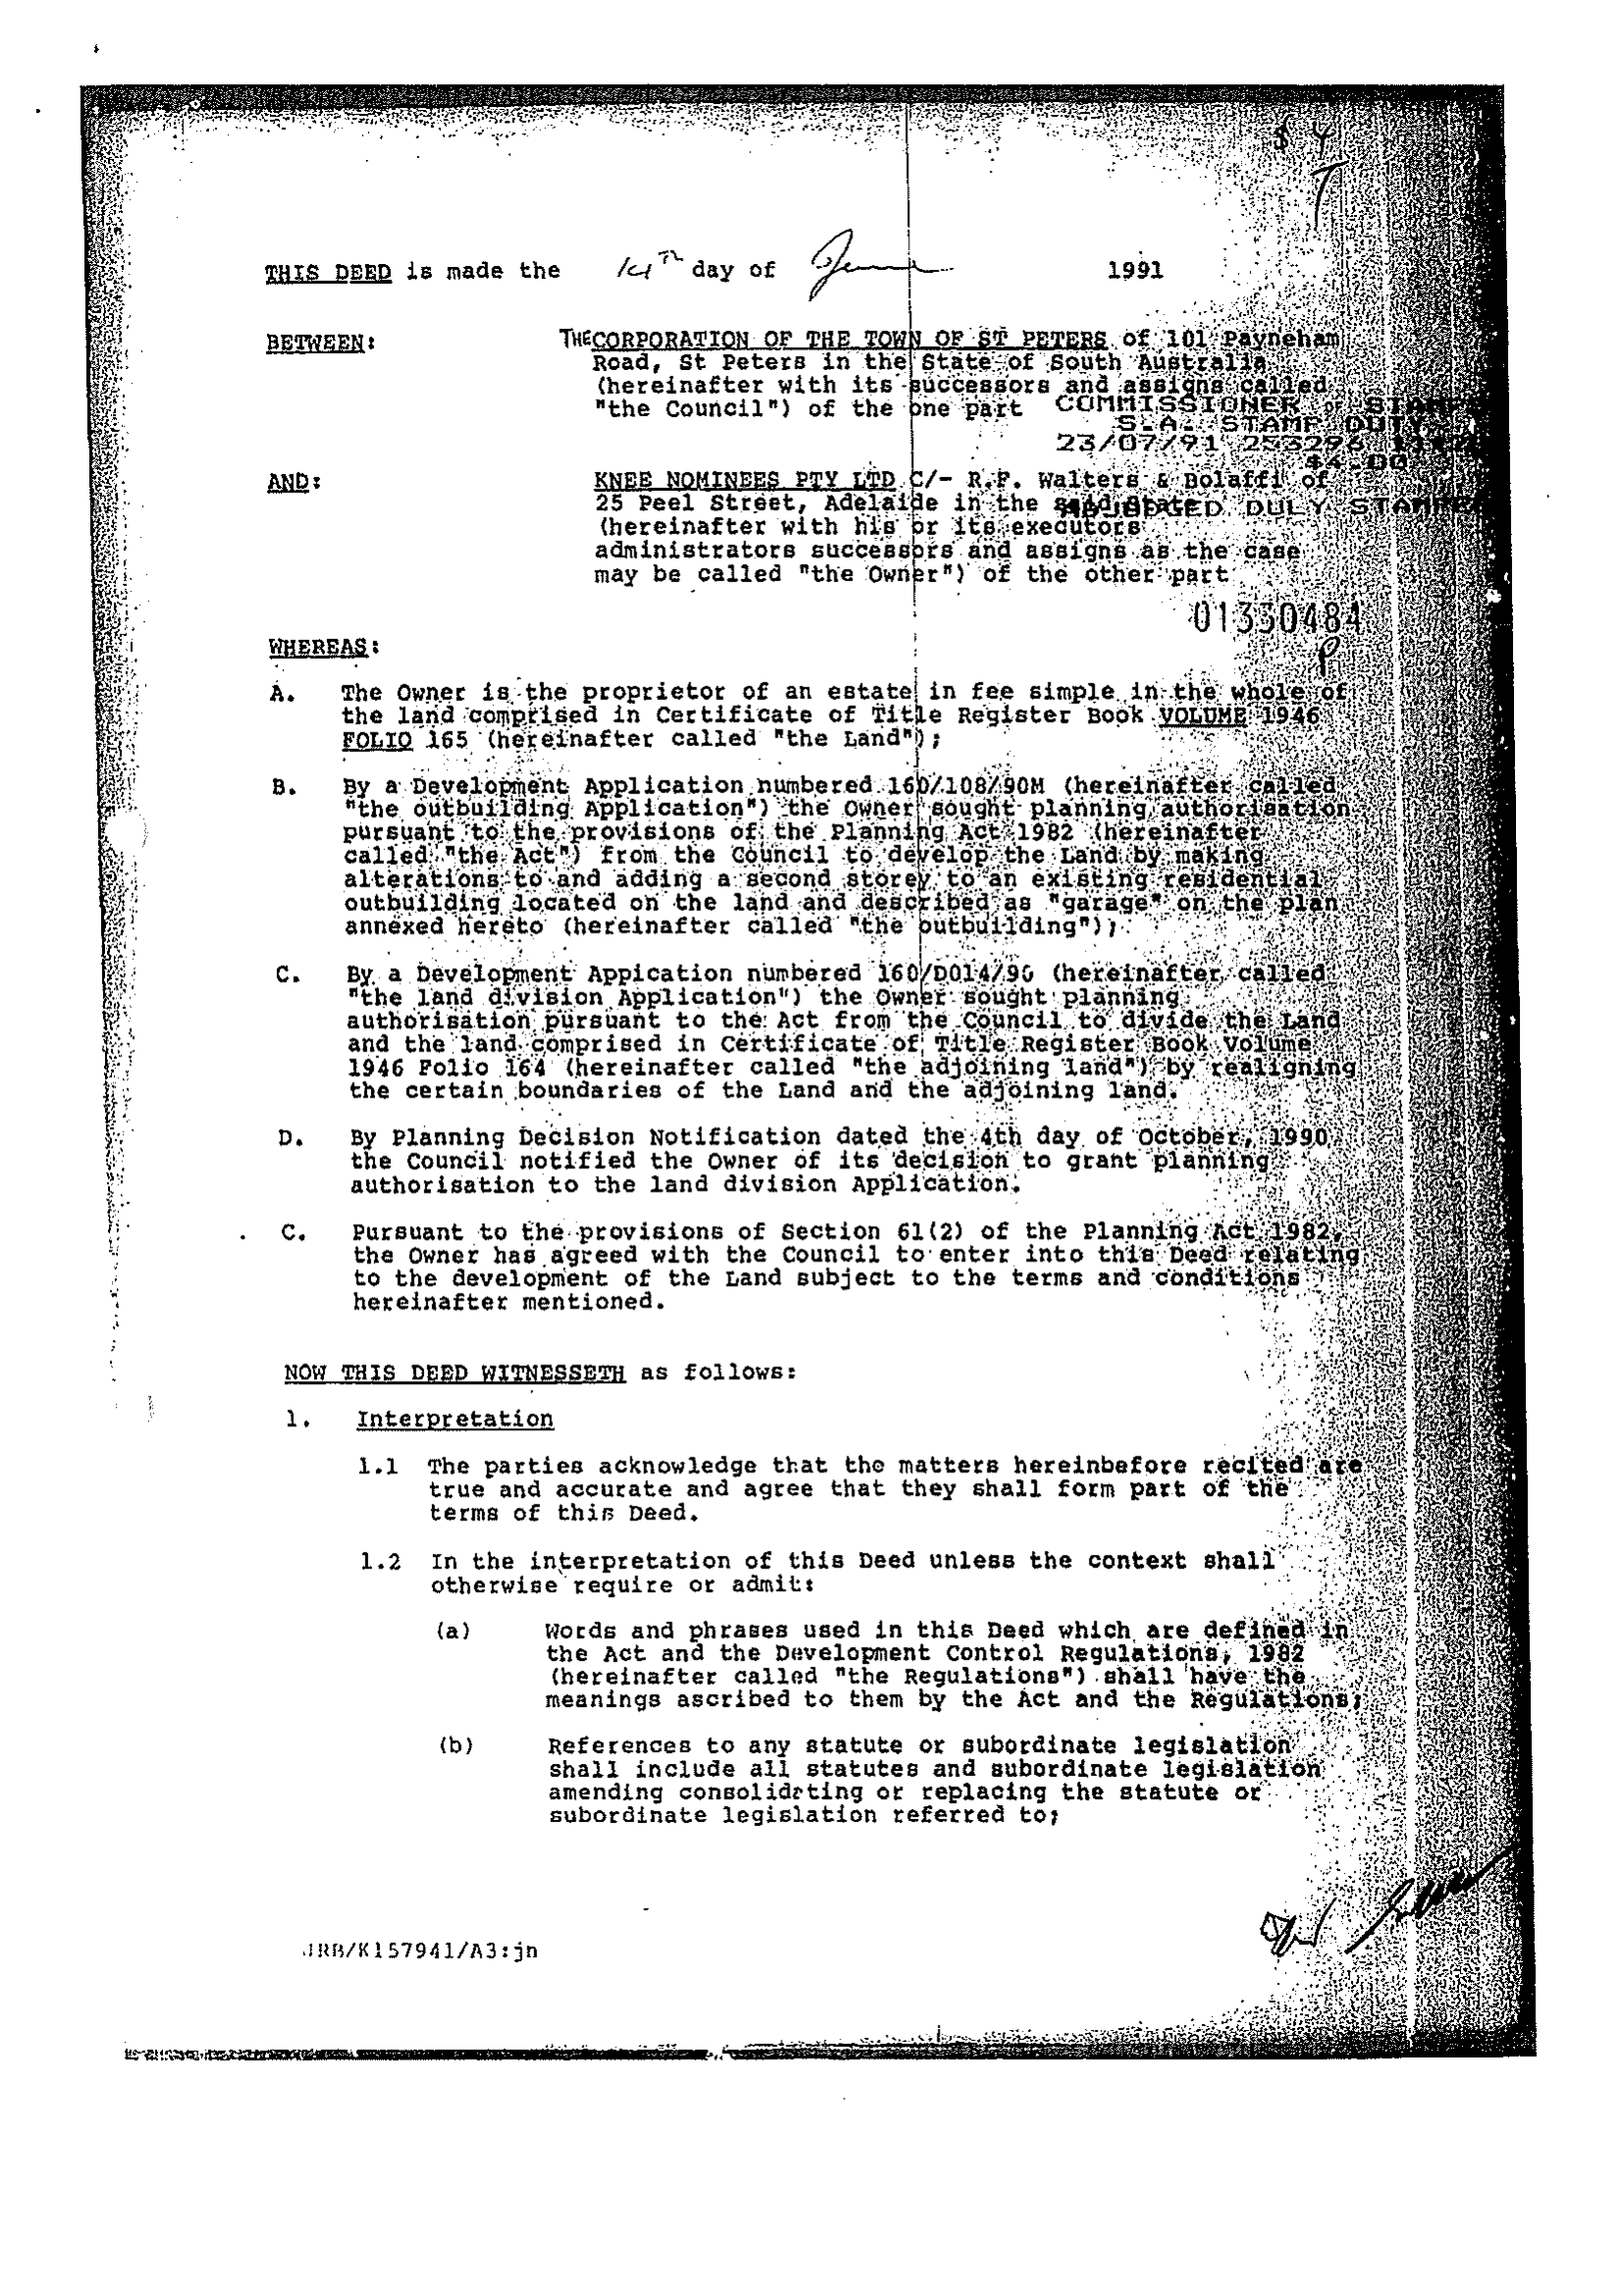 $ 4
THIS DEED is made the 14TH day of June 1991
BETWEEN: THE CORPORATION OF THE TOWN OF ST PETERS of 101 Payneham
Road, St Peters in the State of South Australia
(hereinafter with its successors and assigns called
"the Council") of the one part
COMMISSIONER OF STAMPS
S.A. STAMP DUTY
23/07/91 253296
$4.00
AND: KNEE NOMINEES PTY LTD C/- R.P. Walters & Bolaffi of
25 Peel Street, Adelaide in the said State
ADJUDGED DULY STAMPED
(hereinafter with his or its executors
administrators successors and assigns as the case
may be called "the Owner") of the other part
01330484
P
WHEREAS:
A. The Owner is the proprietor of an estate in fee simple in the whole of
the land comprised in Certificate of Title Register Book VOLUME 1946
FOLIO 165 (hereinafter called "the Land");
B. By a Development Application numbered 160/108/90M (hereinafter called
"the outbuilding Application") the Owner sought planning authorisation
pursuant to the provisions of the Planning Act 1982 (hereinafter
called "the Act") from the Council to develop the Land by making
alterations to and adding a second storey to an existing residential
outbuilding located on the land and described as "garage" on the plan
annexed hereto (hereinafter called "the outbuilding");
C. By a Development Appication numbered 160/D014/90 (hereinafter called
"the land division Application") the Owner sought planning
authorisation pursuant to the Act from the Council to divide the Land
and the land comprised in Certificate of Title Register Book Volume
1946 Folio 164 (hereinafter called "the adjoining land") by realigning
the certain boundaries of the Land and the adjoining land.
D. By Planning Decision Notification dated the 4th day of October, 1990
the Council notified the Owner of its decision to grant planning
authorisation to the land division Application.
C. Pursuant to the provisions of Section 61(2) of the Planning Act 1982,
the Owner has agreed with the Council to enter into this Deed relating
to the development of the Land subject to the terms and conditions
hereinafter mentioned.
NOW THIS DEED WITNESSETH as follows:
1. Interpretation
1.1 The parties acknowledge that the matters hereinbefore recited are
true and accurate and agree that they shall form part of the
terms of this Deed.
1.2 In the interpretation of this Deed unless the context shall
otherwise require or admit:
(a) Words and phrases used in this Deed which are defined in
the Act and the Development Control Regulations, 1982
(hereinafter called "the Regulations") shall have the
meanings ascribed to them by the Act and the Regulations;
(b) References to any statute or subordinate legislation
shall include all statutes and subordinate legislation
amending consolidating or replacing the statute or
subordinate legislation referred to;
JRB/K157941/A3:jn